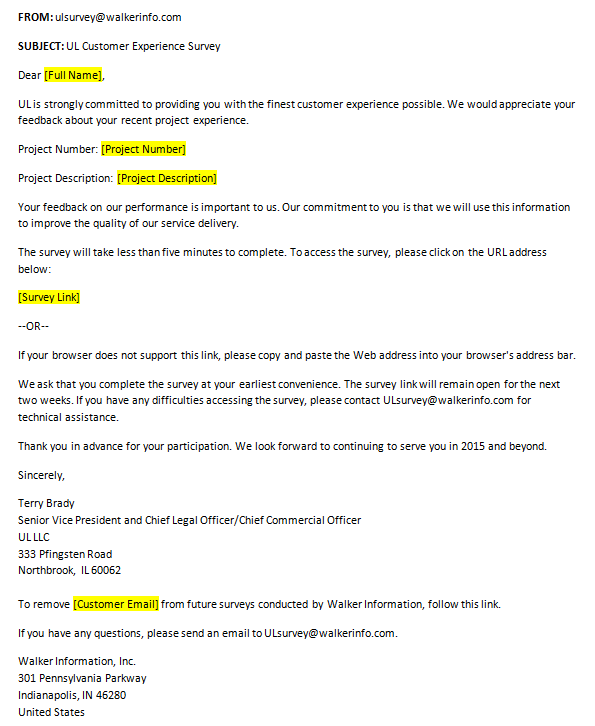 FROM: ulsurvey@walkerinfo.com
SUBJECT: UL Customer Experience Survey
Dear [Full Name],
UL is strongly committed to providing you with the finest customer experience possible. We would appreciate your
feedback about your recent project experience.
Project Number: [Project Number]
Project Description: [Project Description]
Your feedback on our performance is important to us. Our commitment to you is that we will use this information
to improve the quality of our service delivery.
The survey will take less than five minutes to complete. To access the survey, please click on the URL address
below:
[Survey Link]
--OR--
If your browser does not support this link, please copy and paste the Web address into your browser's address bar.
We ask that you complete the survey at your earliest convenience. The survey link will remain open for the next
two weeks. If you have any difficulties accessing the survey, please contact ULsurvey@walkerinfo.com for
technical assistance.
Thank you in advance for your participation. We look forward to continuing to serve you in 2015 and beyond.
Sincerely,
Terry Brady
Senior Vice President and Chief Legal Officer/Chief Commercial Officer
UL LLC
333 Pfingsten Road
Northbrook, IL 60062
To remove [Customer Email] from future surveys conducted by Walker Information, follow this link.
If you have any questions, please send an email to ULsurvey@walkerinfo.com.
Walker Information, Inc.
301 Pennsylvania Parkway
Indianapolis, IN 46280
United States